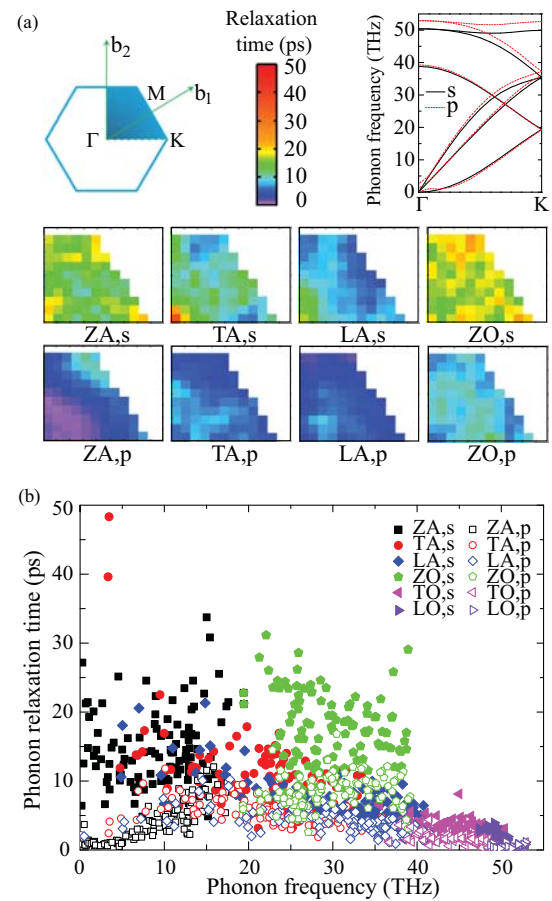 (a)
b2
M
b1
Γ
K
Relaxation
time (ps)
50
40
30
20
10
0
Phonon frequency (THz)
50
40
30
20
10
0
s
p
Γ
K
ZA,s
TA,s
LA,s
ZO,s
ZA,p
TA,p
LA,p
ZO,p
(b)
Phonon relaxation time (ps)
50
40
30
20
10
0
ZA,s
ZA,p
TA,s
TA,p
LA,s
LA,p
ZO,s
ZO,p
TO,s
TO,p
LO,s
LO,p
0
10
20
30
40
50
Phonon frequency (THz)